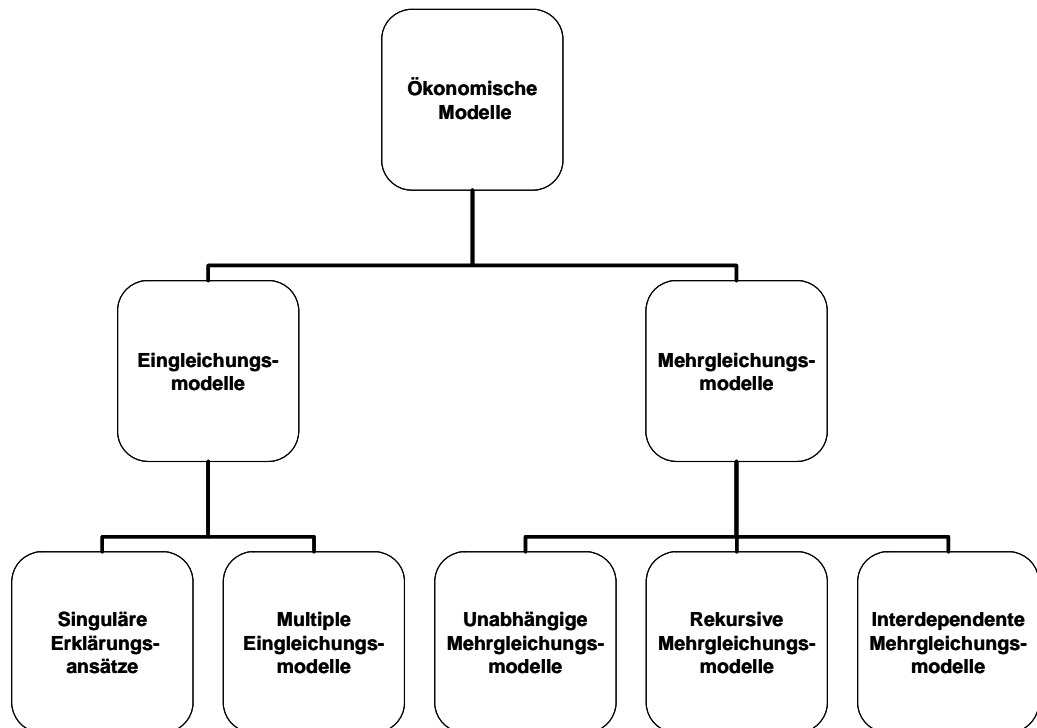 Ökonomische
Modelle
Eingleichungs-
modelle
Mehrgleichungs-
modelle
Singuläre
Erklärungs-
ansätze
Multiple
Eingleichungs-
modelle
Unabhängige
Mehrgleichungs-
modelle
Rekursive
Mehrgleichungs-
modelle
Interdependente
Mehrgleichungs-
modelle